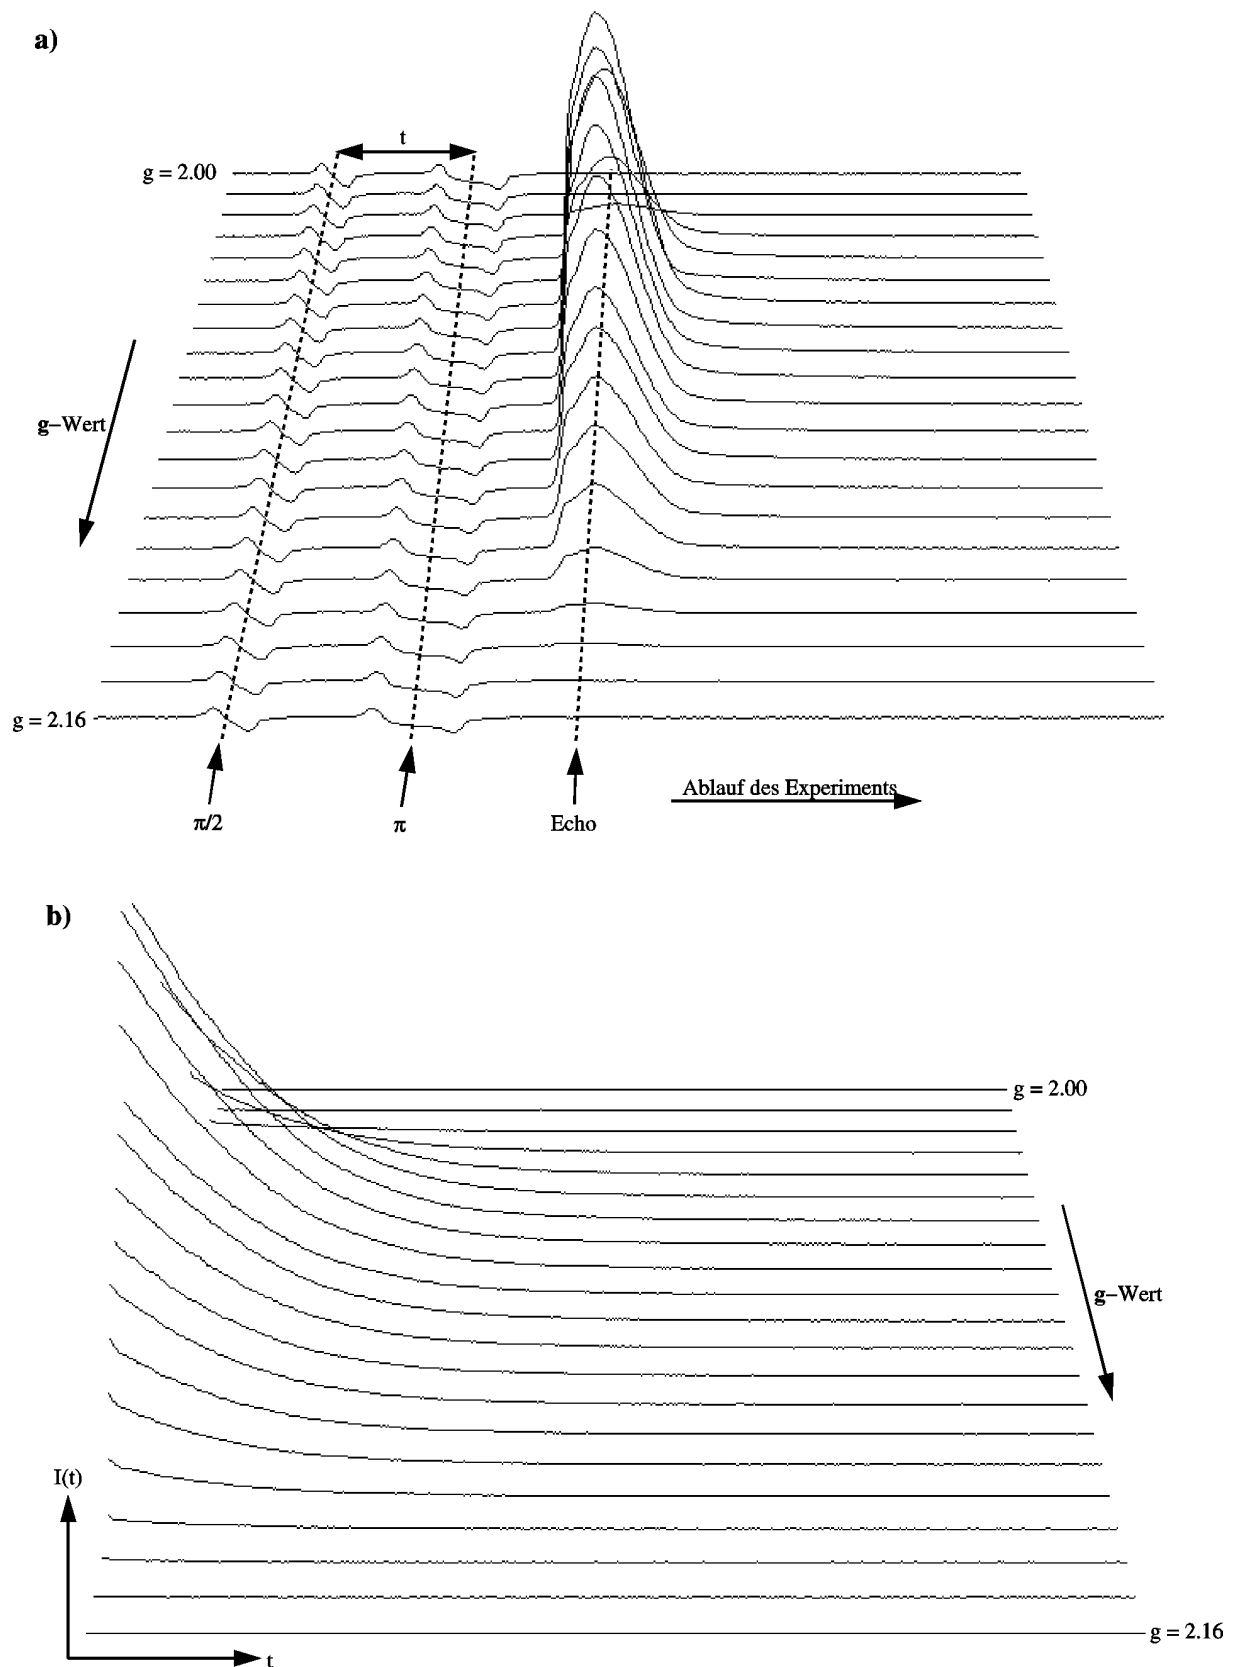 a)
t
g = 2.00
g–Wert
g = 2.16
Ablauf des Experiments
π/2
π
Echo
b)
g = 2.00
g–Wert
I(t)
g = 2.16
t